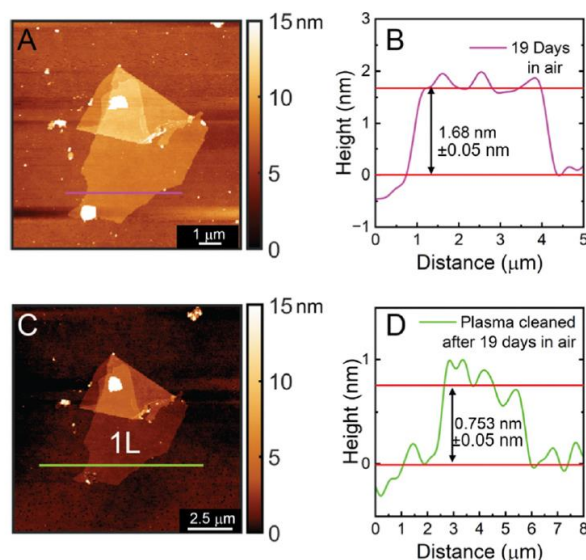 A
15 nm
10
5
0
1 μm
B
19 Days
in air
3
2
1
0
−1
1.68 nm
±0.05 nm
Height (nm)
0 1 2 3 4 5
Distance (μm)
C
15 nm
10
5
0
1L
2.5 μm
D
Plasma cleaned
after 19 days in air
1
0
0.753 nm
±0.05 nm
Height (nm)
0 1 2 3 4 5 6 7 8
Distance (μm)